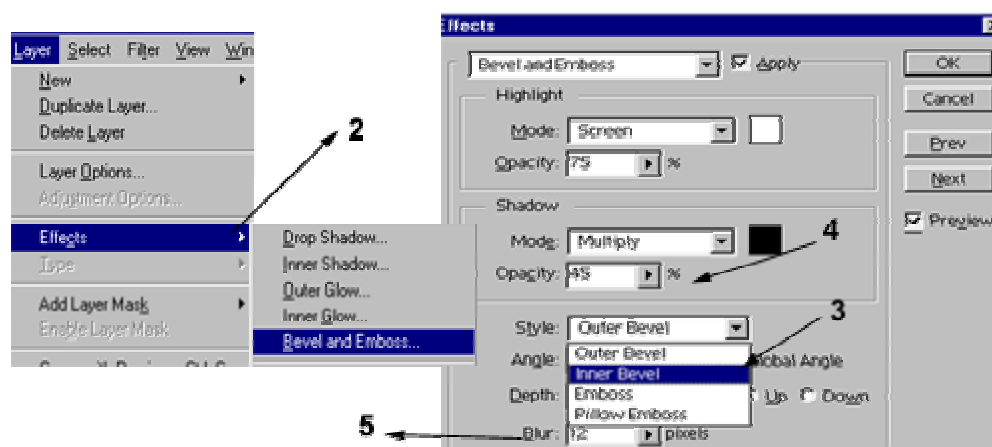 Layer Select Filter View Win
New
Duplicate Layer...
Delete Layer
Layer Options...
Adjustment Options...
Effects
Type
Add Layer Mask
Enable Layer Mask
Drop Shadow...
Inner Shadow...
Outer Glow...
Inner Glow...
Bevel and Emboss...
2
Effects
Bevel and Emboss Apply
Highlight
Mode: Screen
Opacity: 75 %
Shadow
Mode: Multiply
Opacity: 45 %
4
Style: Outer Bevel
3
Outer Bevel
Inner Bevel
Emboss
Pillow Emboss
Angle: Global Angle
Depth: Up Down
5
Blur: 12 pixels
OK
Cancel
Prev
Next
Preview